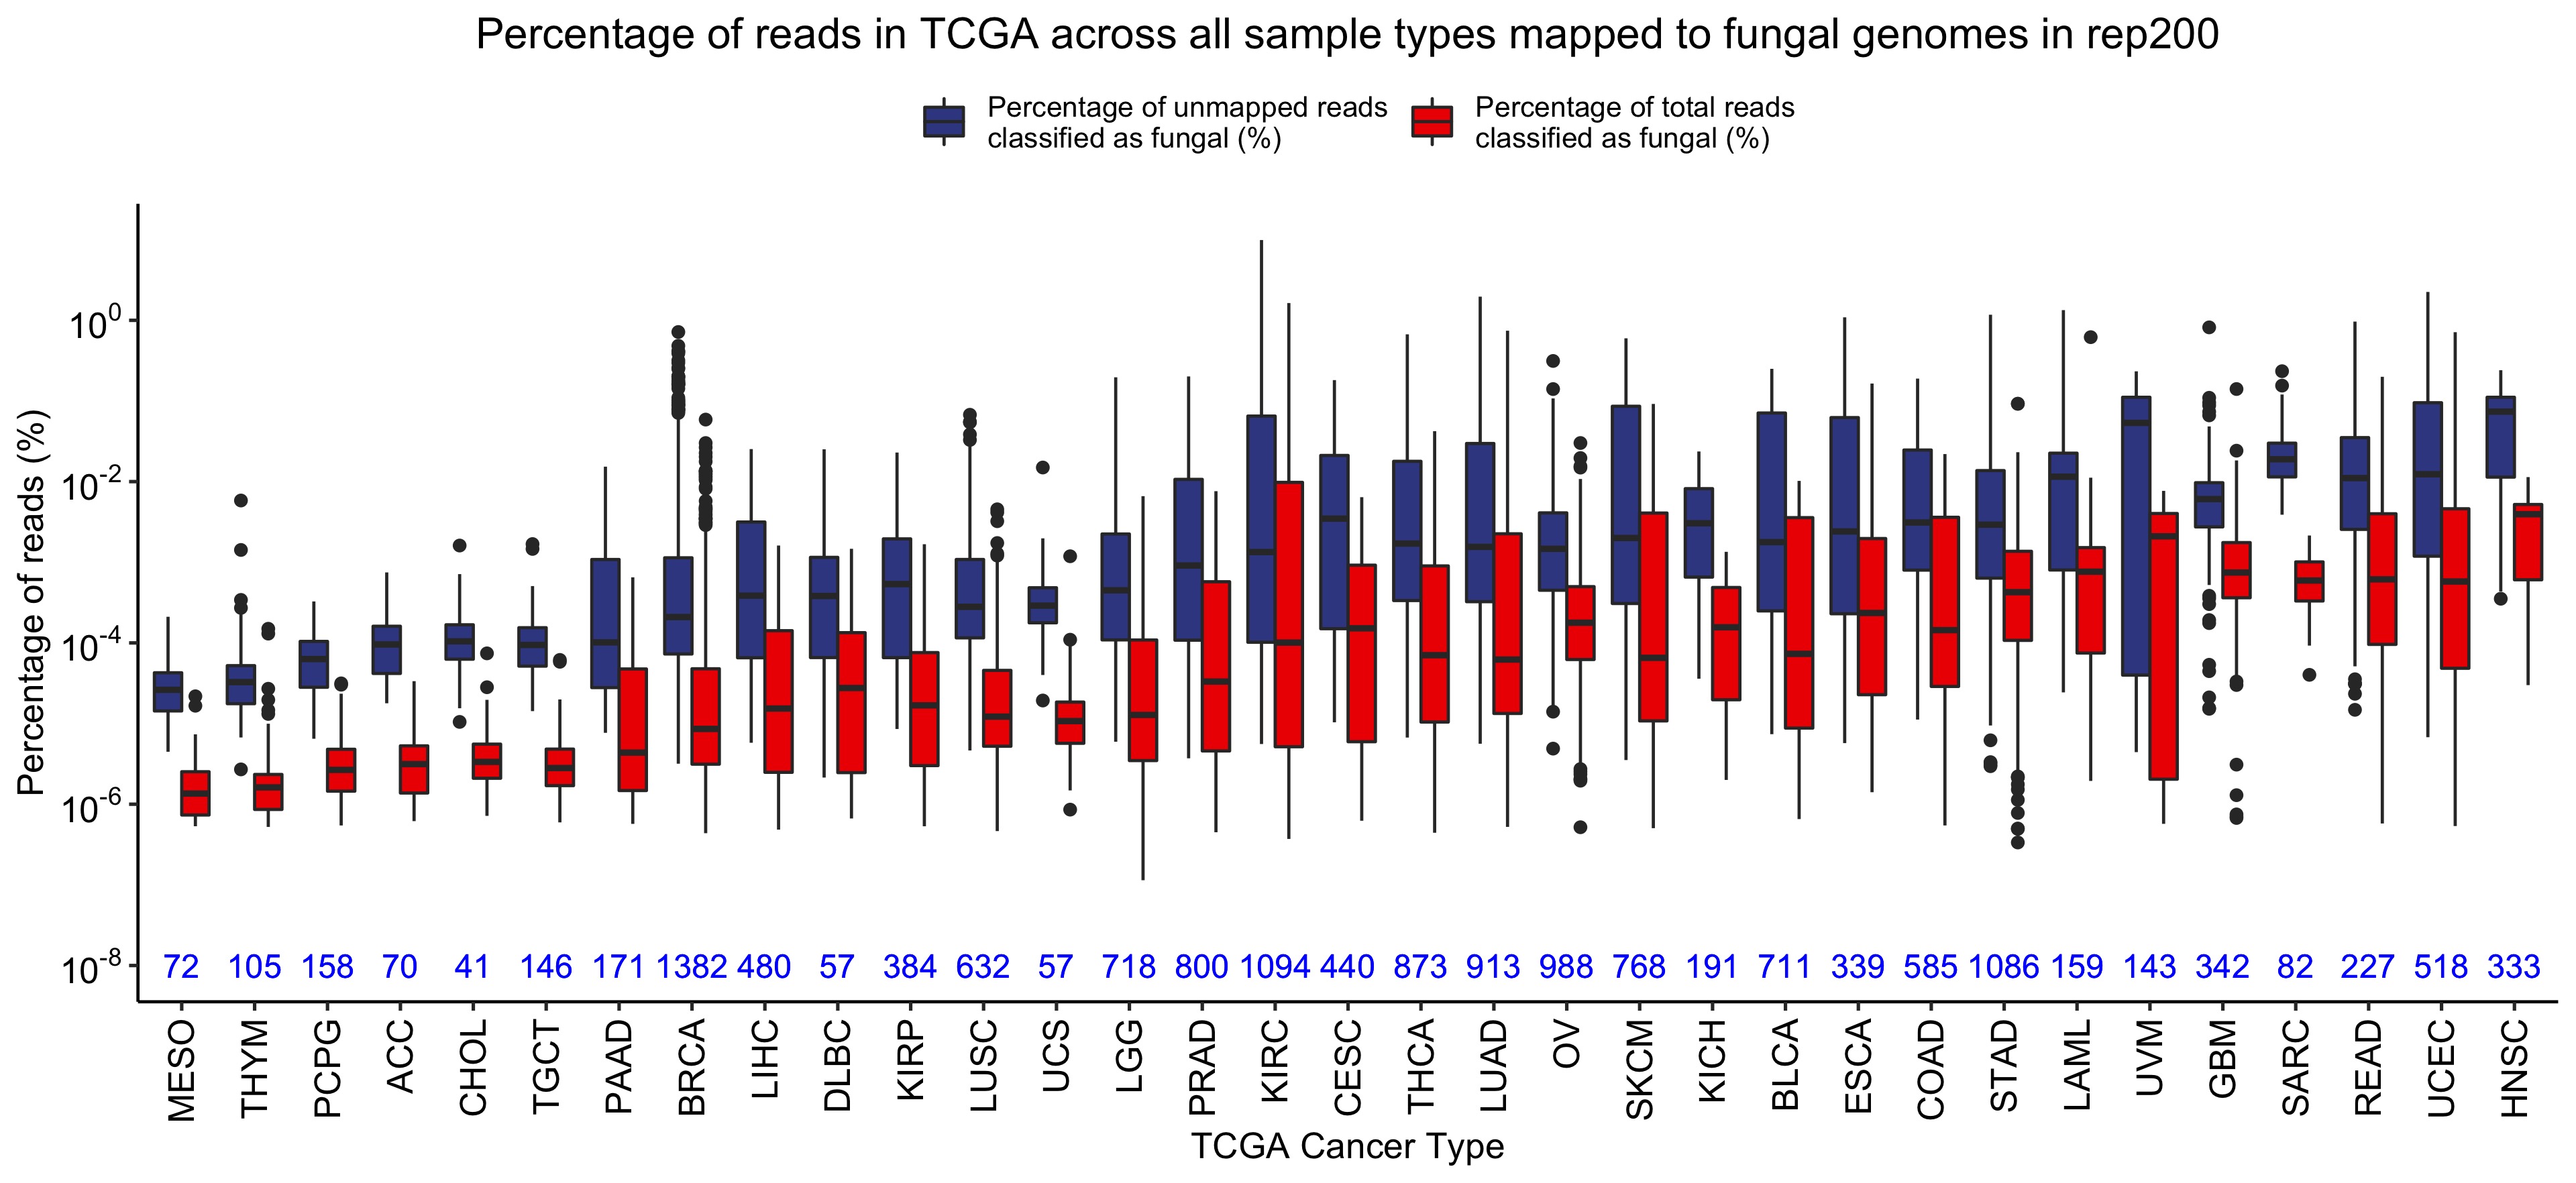 Percentage of reads in TCGA across all sample types mapped to fungal genomes in rep200
Percentage of unmapped reads
classified as fungal (%)
Percentage of total reads
classified as fungal (%)
Percentage of reads (%)
10^0
10^-2
10^-4
10^-6
10^-8
72 105 158 70 41 146 171 1382 480 57 384 632 57 718 800 1094 440 873 913 988 768 191 711 339 585 1086 159 143 342 82 227 518 333
MESO THYM PCPG ACC CHOL TGCT PAAD BRCA LIHC DLBC KIRP LUSC UCS LGG PRAD KIRC CESC THCA LUAD OV SKCM KICH BLCA ESCA COAD STAD LAML UVM GBM SARC READ UCEC HNSC
TCGA Cancer Type